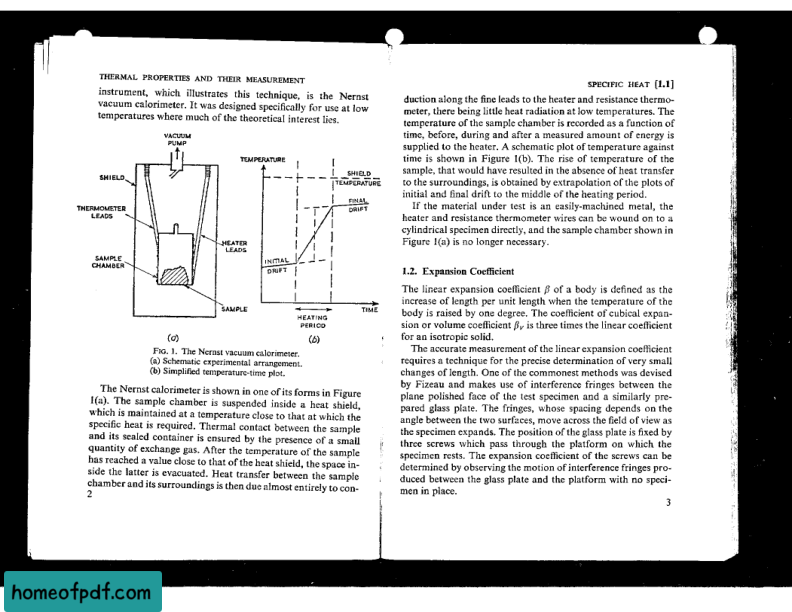 THERMAL PROPERTIES AND THEIR MEASUREMENT
instrument, which illustrates this technique, is the Nernst
vacuum calorimeter. It was designed specifically for use at low
temperatures where much of the theoretical interest lies.
VACUUM
PUMP
SHIELD
THERMOMETER
LEADS
HEATER
LEADS
SAMPLE
CHAMBER
SAMPLE
(a)
TEMPERATURE
SHIELD
TEMPERATURE
FINAL
DRIFT
INITIAL
DRIFT
TIME
HEATING
PERIOD
(b)
FIG. 1. The Nernst vacuum calorimeter.
(a) Schematic experimental arrangement.
(b) Simplified temperature-time plot.
The Nernst calorimeter is shown in one of its forms in Figure
1(a). The sample chamber is suspended inside a heat shield,
which is maintained at a temperature close to that at which the
specific heat is required. Thermal contact between the sample
and its sealed container is ensured by the presence of a small
quantity of exchange gas. After the temperature of the sample
has reached a value close to that of the heat shield, the space in-
side the latter is evacuated. Heat transfer between the sample
chamber and its surroundings is then due almost entirely to con-
2
SPECIFIC HEAT [1.1]
duction along the fine leads to the heater and resistance thermo-
meter, there being little heat radiation at low temperatures. The
temperature of the sample chamber is recorded as a function of
time, before, during and after a measured amount of energy is
supplied to the heater. A schematic plot of temperature against
time is shown in Figure 1(b). The rise of temperature of the
sample, that would have resulted in the absence of heat transfer
to the surroundings, is obtained by extrapolation of the plots of
initial and final drift to the middle of the heating period.
If the material under test is an easily-machined metal, the
heater and resistance thermometer wires can be wound on to a
cylindrical specimen directly, and the sample chamber shown in
Figure 1(a) is no longer necessary.
1.2. Expansion Coefficient
The linear expansion coefficient β of a body is defined as the
increase of length per unit length when the temperature of the
body is raised by one degree. The coefficient of cubical expan-
sion or volume coefficient βv is three times the linear coefficient
for an isotropic solid.
The accurate measurement of the linear expansion coefficient
requires a technique for the precise determination of very small
changes of length. One of the commonest methods was devised
by Fizeau and makes use of interference fringes between the
plane polished face of the test specimen and a similarly pre-
pared glass plate. The fringes, whose spacing depends on the
angle between the two surfaces, move across the field of view as
the specimen expands. The position of the glass plate is fixed by
three screws which pass through the platform on which the
specimen rests. The expansion coefficient of the screws can be
determined by observing the motion of interference fringes pro-
duced between the glass plate and the platform with no speci-
men in place.
3
homeofpdf.com